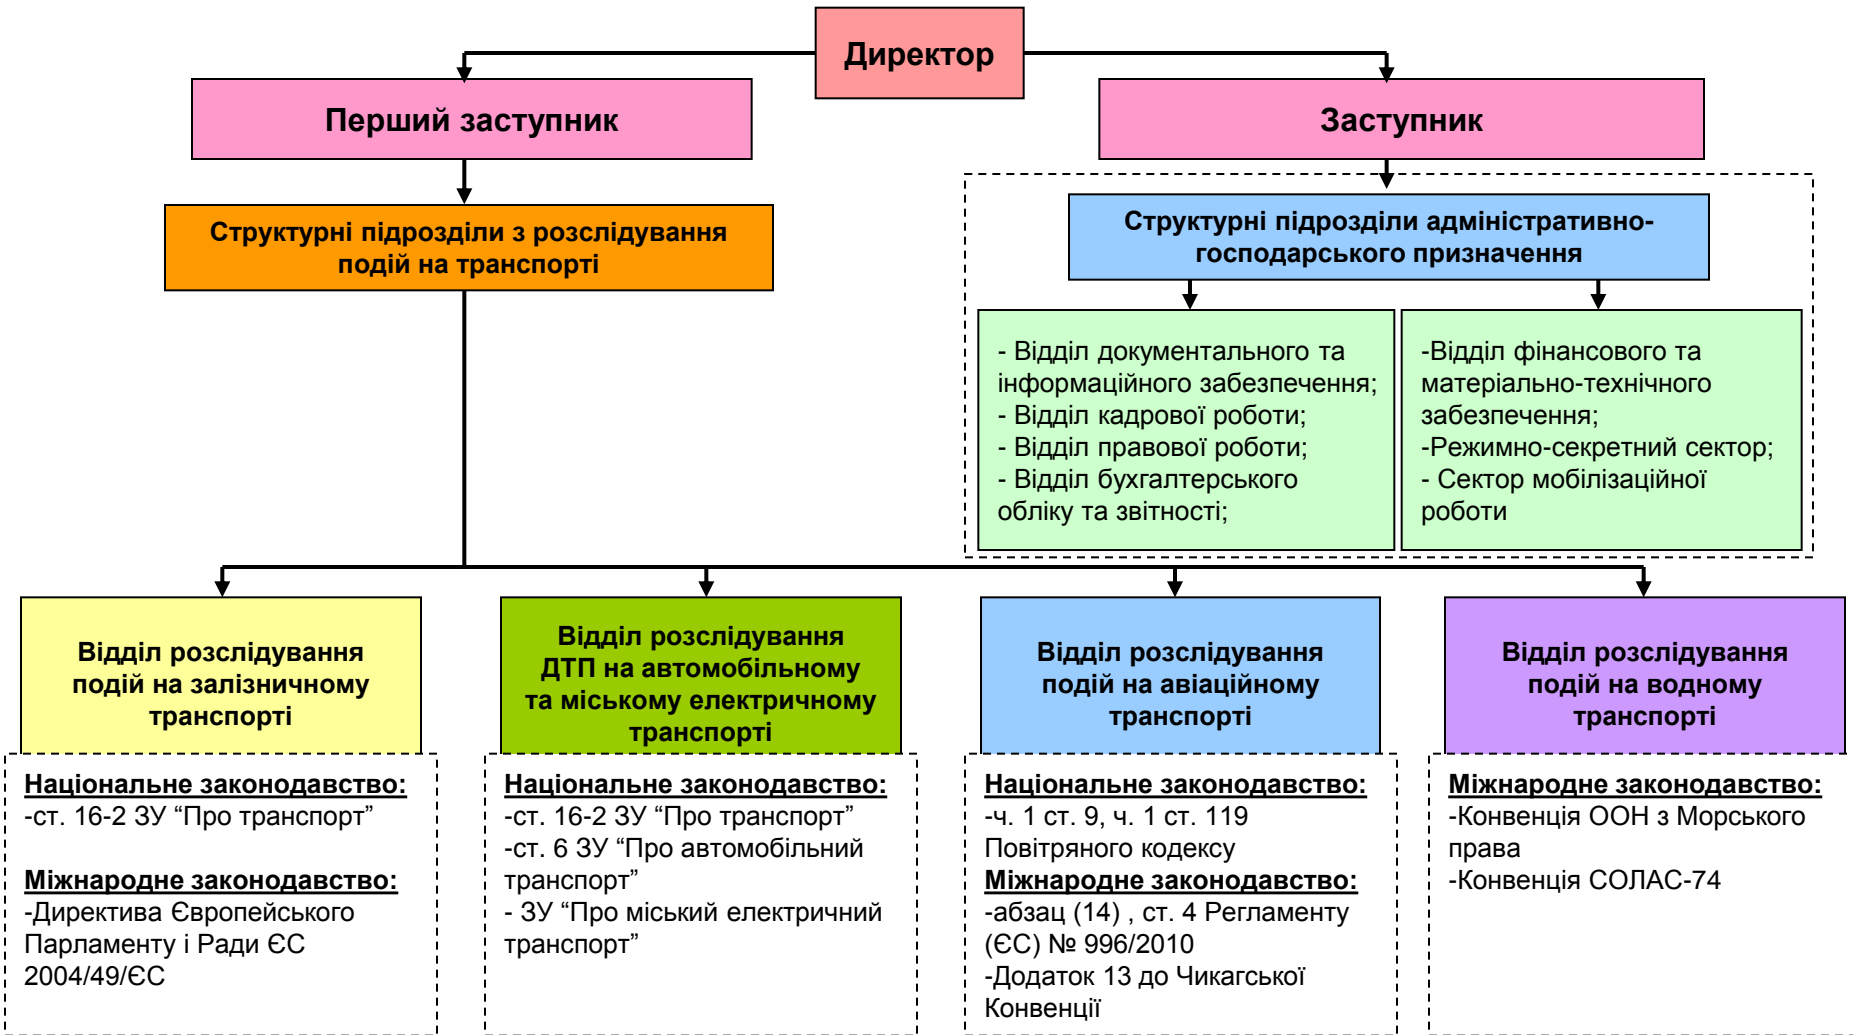 Директор
Перший заступник
Заступник
Структурні підрозділи з розслідування
подій на транспорті
Структурні підрозділи адміністративно-
господарського призначення
- Відділ документального та
інформаційного забезпечення;
- Відділ кадрової роботи;
- Відділ правової роботи;
- Відділ бухгалтерського
обліку та звітності;
-Відділ фінансового та
матеріально-технічного
забезпечення;
-Режимно-секретний сектор;
- Сектор мобілізаційної
роботи
Відділ розслідування
подій на залізничному
транспорті
Національне законодавство:
-ст. 16-2 ЗУ “Про транспорт”
Міжнародне законодавство:
-Директива Європейського
Парламенту і Ради ЄС
2004/49/ЄС
Відділ розслідування
ДТП на автомобільному
та міському електричному
транспорті
Національне законодавство:
-ст. 16-2 ЗУ “Про транспорт”
-ст. 6 ЗУ “Про автомобільний
транспорт”
- ЗУ “Про міський електричний
транспорт”
Відділ розслідування
подій на авіаційному
транспорті
Національне законодавство:
-ч. 1 ст. 9, ч. 1 ст. 119
Повітряного кодексу
Міжнародне законодавство:
-абзац (14) , ст. 4 Регламенту
(ЄС) № 996/2010
-Додаток 13 до Чикагської
Конвенції
Відділ розслідування
подій на водному
транспорті
Міжнародне законодавство:
-Конвенція ООН з Морського
права
-Конвенція СОЛАС-74